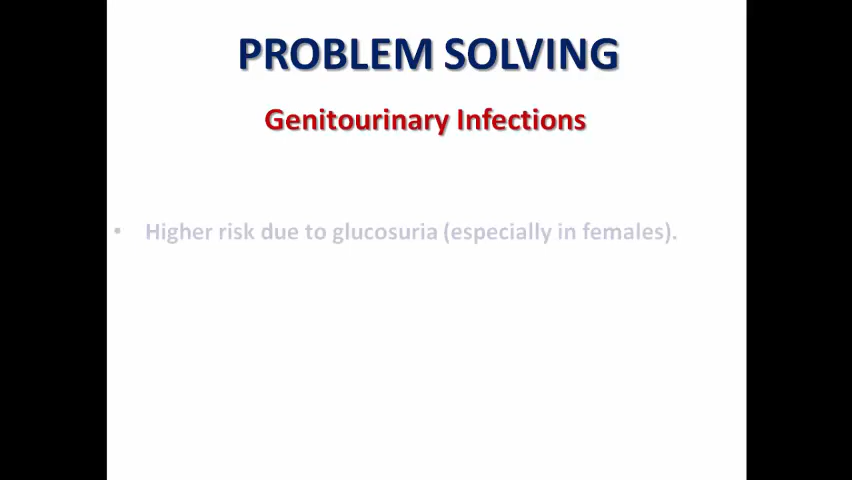 PROBLEM SOLVING
Genitourinary Infections
• Higher risk due to glucosuria (especially in females).